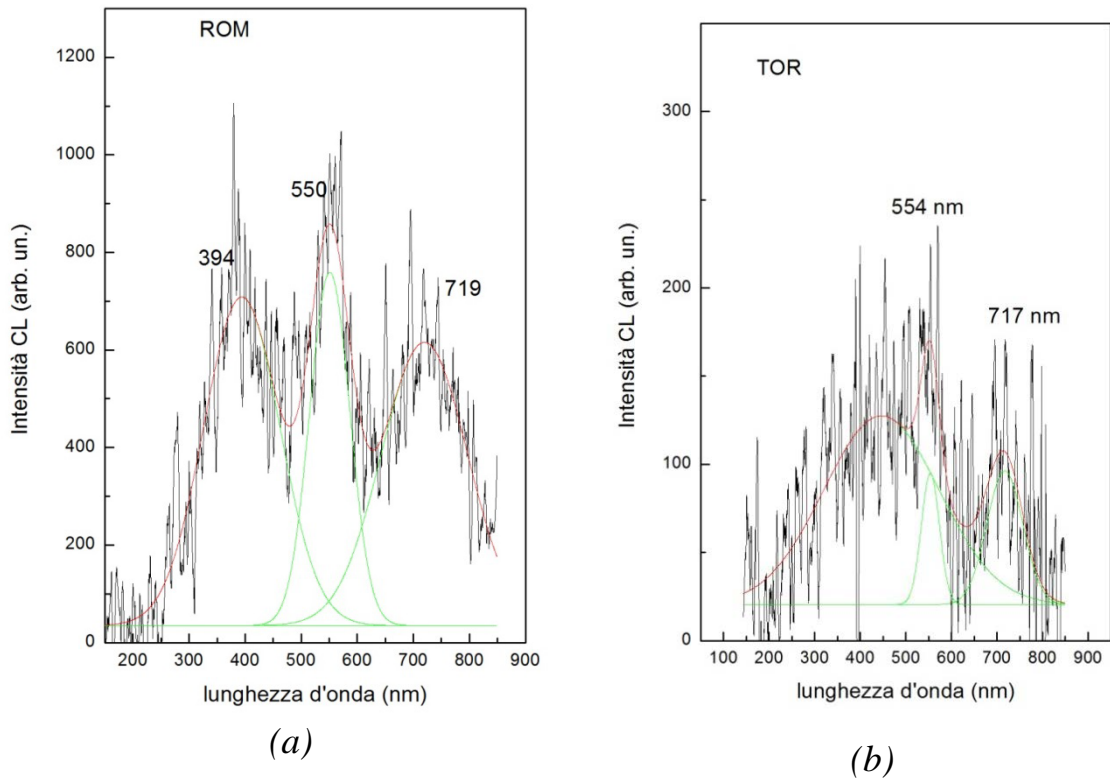 ROM
1200
1000
800
600
400
200
0
394
550
719
200 300 400 500 600 700 800 900
Intensità CL (arb. un.)
lunghezza d'onda (nm)
(a)
TOR
300
200
100
0
554 nm
717 nm
100 200 300 400 500 600 700 800 900
Intensità CL (arb. un.)
lunghezza d'onda (nm)
(b)